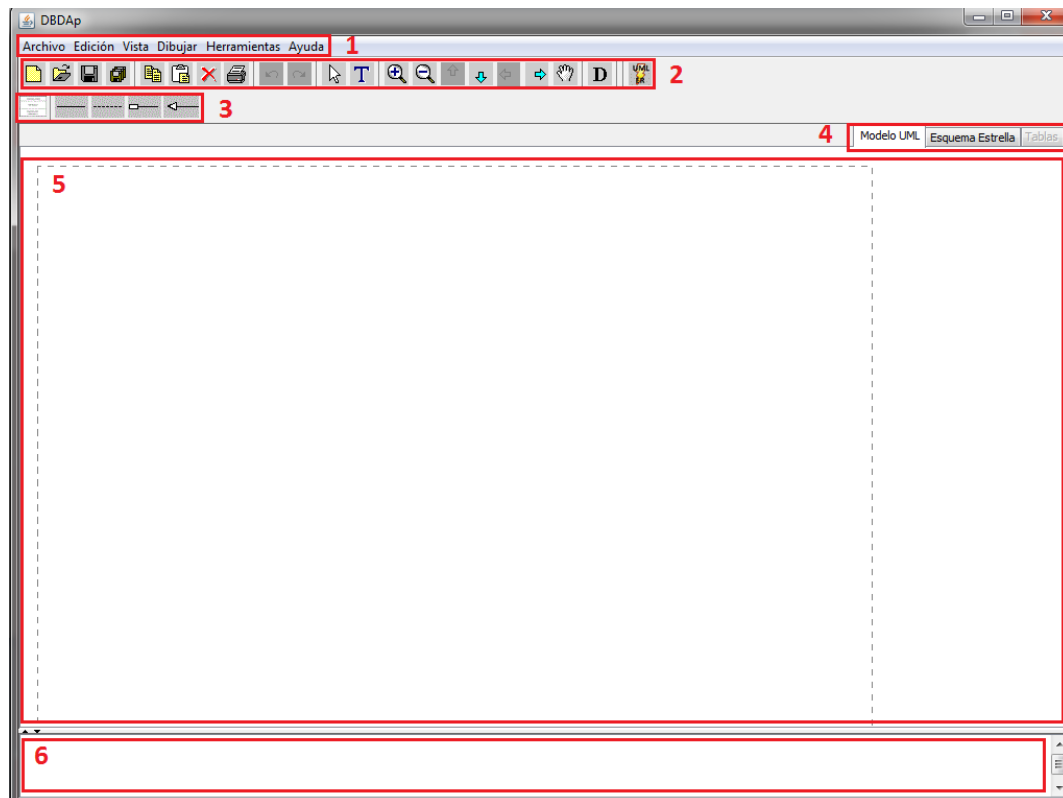 DBDAp
Archivo Edición Vista Dibujar Herramientas Ayuda 1
T D UML ER 2
3
4 Modelo UML Esquema Estrella Tablas
5
6